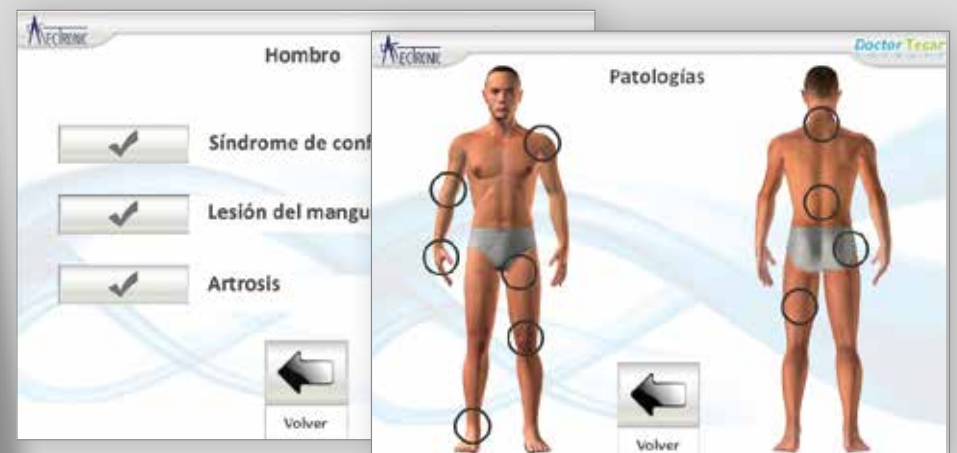 Hombro
Síndrome de conf
Lesión del mangu
Artrosis
Volver
Patologías
Doctor Tecar
Volver